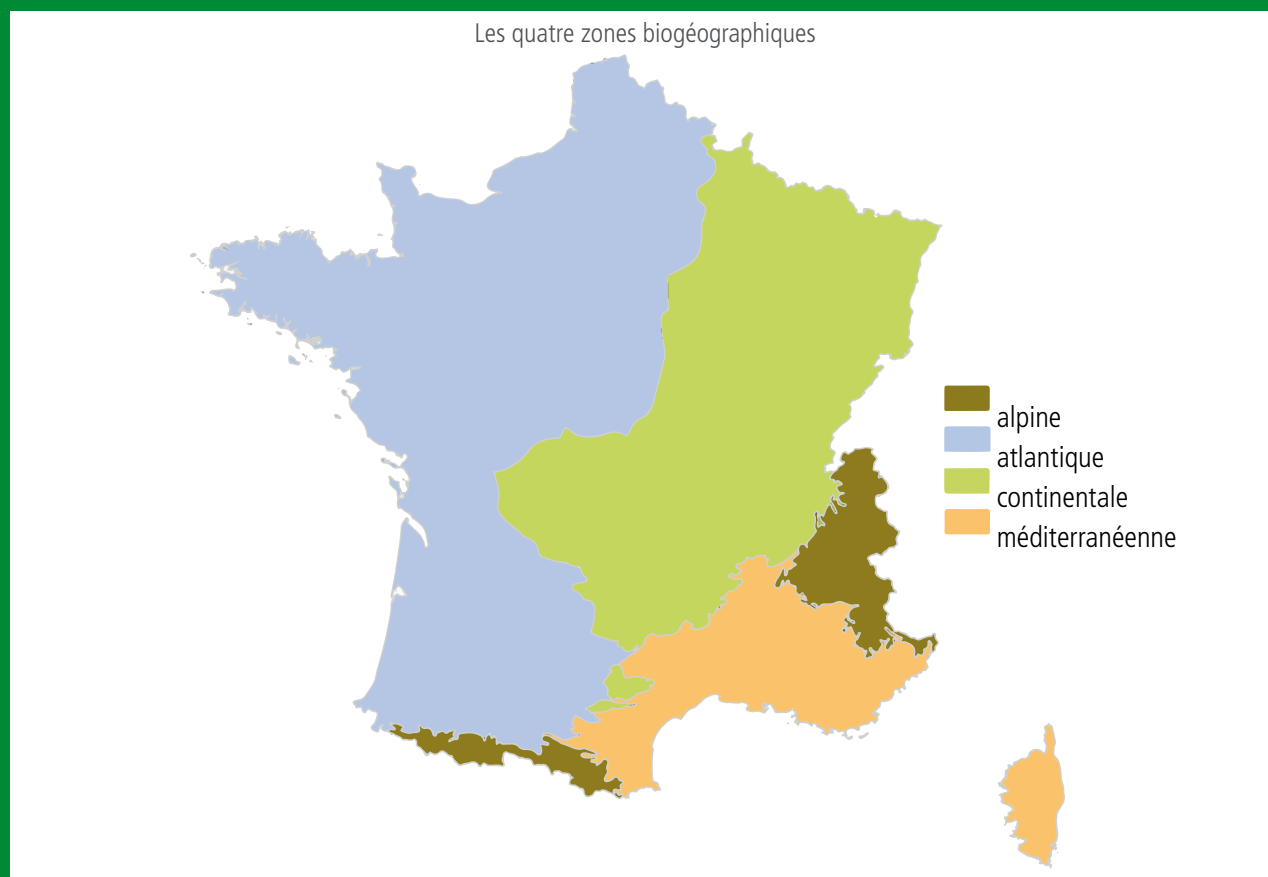 Les quatre zones biogéographiques
alpine
atlantique
continentale
méditerranéenne